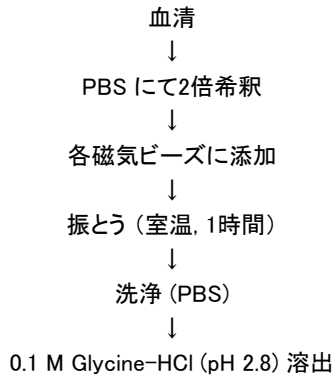 血清
↓
PBS にて2倍希釈
↓
各磁気ビーズに添加
↓
振とう (室温, 1時間)
↓
洗浄 (PBS)
↓
0.1 M Glycine-HCl (pH 2.8) 溶出